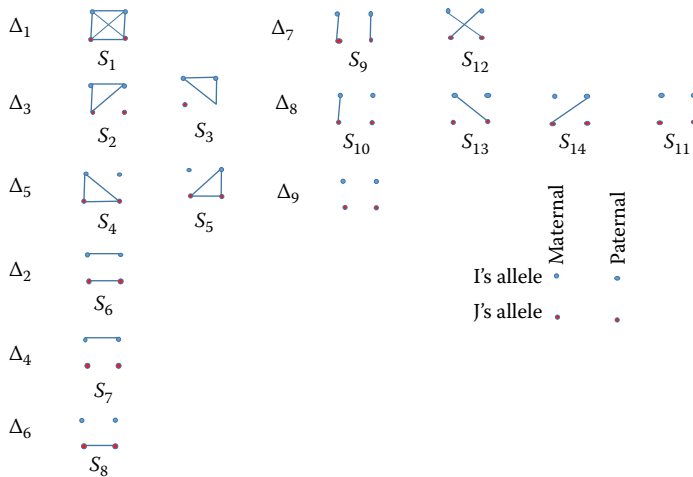 Δ1
S1
Δ7
S9
S12
Δ3
S2
S3
Δ8
S10
S13
S14
S11
Δ5
S4
S5
Δ9
Maternal
Paternal
I's allele
J's allele
Δ2
S6
Δ4
S7
Δ6
S8